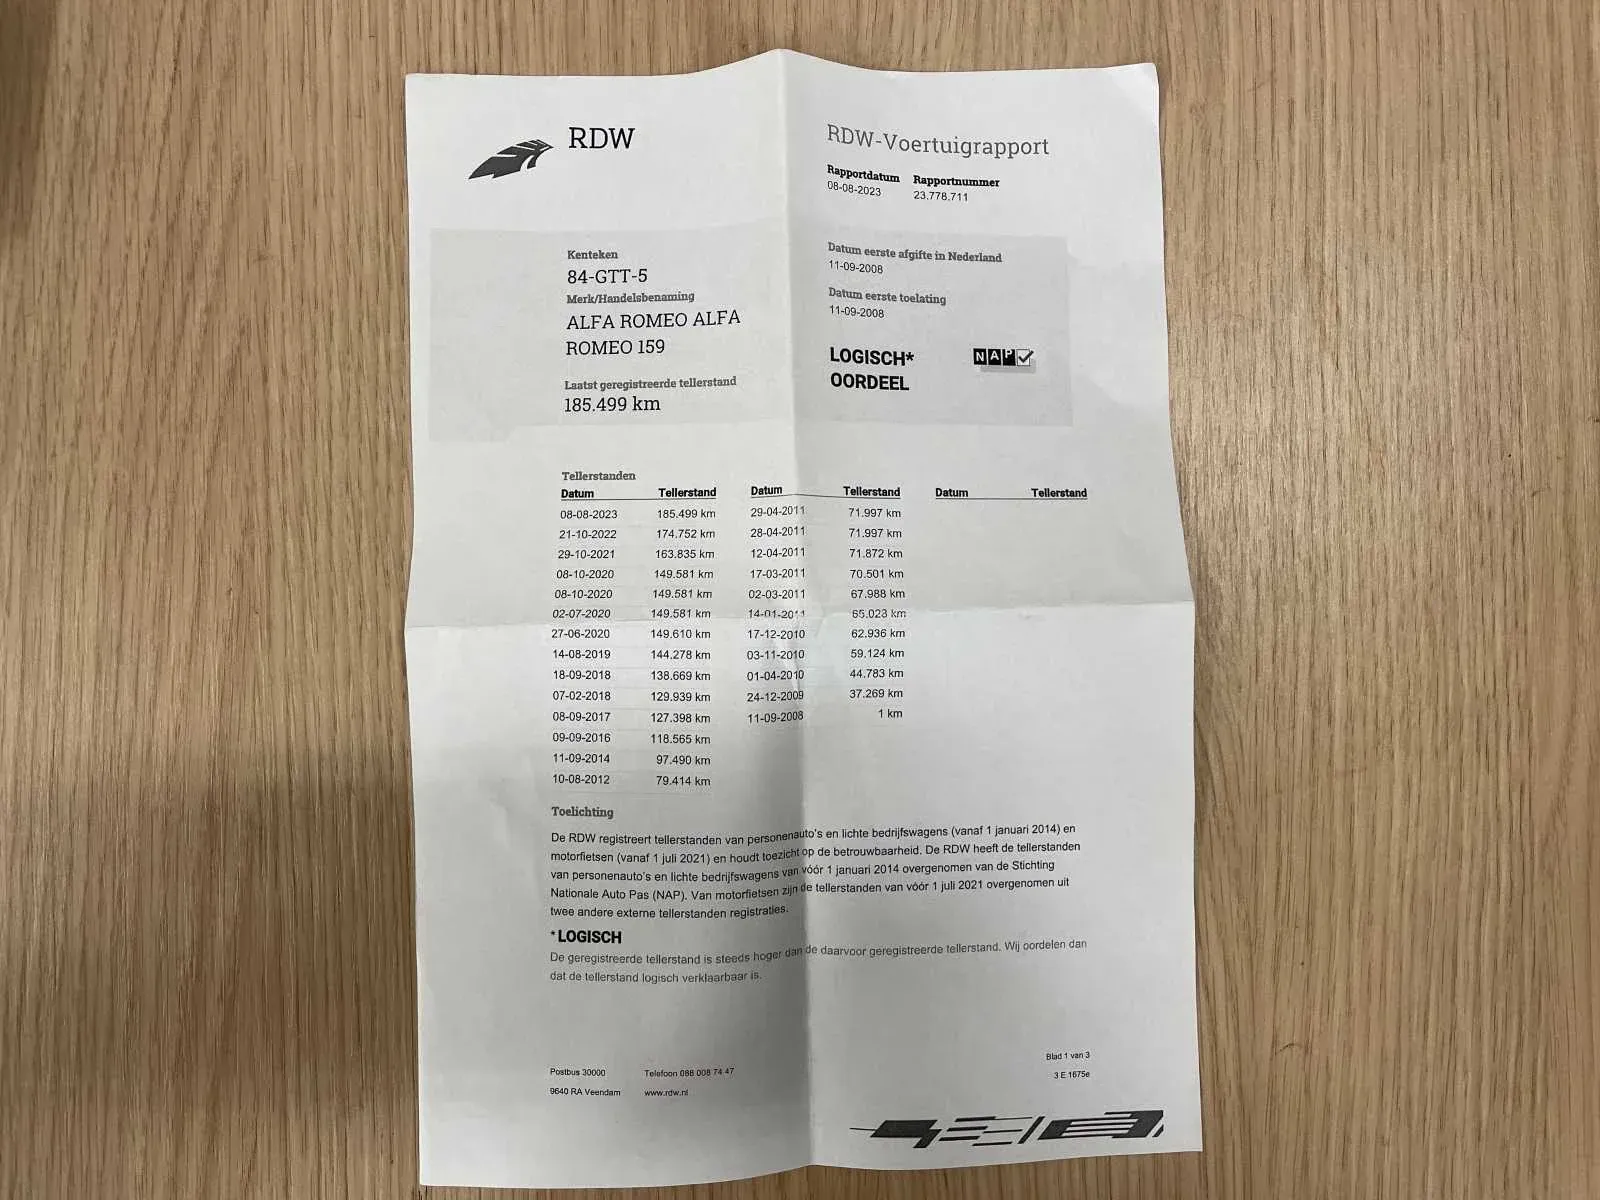 RDW
RDW-Voertuigrapport
Rapportdatum Rapportnummer
08-08-2023 23.778.711
Kenteken
84-GTT-5
Merk/Handelsbenaming
ALFA ROMEO ALFA
ROMEO 159
Laatst geregistreerde tellerstand
185.499 km
Datum eerste afgifte in Nederland
11-09-2008
Datum eerste toelating
11-09-2008
LOGISCH*
OORDEEL
NAP
Tellerstanden
Datum Tellerstand Datum Tellerstand Datum Tellerstand
08-08-2023 185.499 km 29-04-2011 71.997 km
21-10-2022 174.752 km 28-04-2011 71.997 km
29-10-2021 163.835 km 12-04-2011 71.872 km
08-10-2020 149.581 km 17-03-2011 70.501 km
08-10-2020 149.581 km 02-03-2011 67.988 km
02-07-2020 149.581 km 14-01-2011 65.023 km
27-06-2020 149.610 km 17-12-2010 62.936 km
14-08-2019 144.278 km 03-11-2010 59.124 km
18-09-2018 138.669 km 01-04-2010 44.783 km
07-02-2018 129.939 km 24-12-2009 37.269 km
08-09-2017 127.398 km 11-09-2008 1 km
09-09-2016 118.565 km
11-09-2014 97.490 km
10-08-2012 79.414 km
Toelichting
De RDW registreert tellerstanden van personenauto's en lichte bedrijfswagens (vanaf 1 januari 2014) en
motorfietsen (vanaf 1 juli 2021) en houdt toezicht op de betrouwbaarheid. De RDW heeft de tellerstanden
van personenauto's en lichte bedrijfswagens van vóór 1 januari 2014 overgenomen van de Stichting
Nationale Auto Pas (NAP). Van motorfietsen zijn de tellerstanden van vóór 1 juli 2021 overgenomen uit
twee andere externe tellerstanden registraties.
*LOGISCH
De geregistreerde tellerstand is steeds hoger dan de daarvoor geregistreerde tellerstand. Wij oordelen dan
dat de tellerstand logisch verklaarbaar is.
Postbus 30000 Telefoon 088 008 74 47
9640 RA Veendam www.rdw.nl
Blad 1 van 3
3 E 1675e